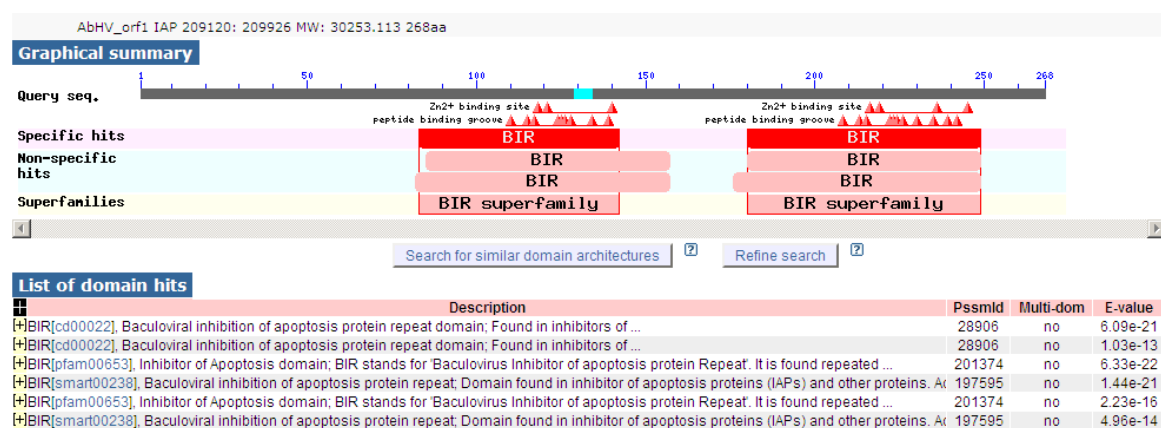 AbHV_orf1 IAP 209120: 209926 MW: 30253.113 268aa
Graphical summary
1 50 100 150 200 250 268
Query seq.
Zn2+ binding site Zn2+ binding site
peptide binding groove peptide binding groove
Specific hits BIR BIR
Non-specific hits BIR BIR
BIR BIR
Superfamilies BIR superfamily BIR superfamily
Search for similar domain architectures ? Refine search ?
List of domain hits
+ Description PssmId Multi-dom E-value
[+]BIR[cd00022], Baculoviral inhibition of apoptosis protein repeat domain; Found in inhibitors of ... 28906 no 6.09e-21
[+]BIR[cd00022], Baculoviral inhibition of apoptosis protein repeat domain; Found in inhibitors of ... 28906 no 1.03e-13
[+]BIR[pfam00653], Inhibitor of Apoptosis domain; BIR stands for 'Baculovirus Inhibitor of apoptosis protein Repeat'. It is found repeated ... 201374 no 6.33e-22
[+]BIR[smart00238], Baculoviral inhibition of apoptosis protein repeat; Domain found in inhibitor of apoptosis proteins (IAPs) and other proteins. Ac 197595 no 1.44e-21
[+]BIR[pfam00653], Inhibitor of Apoptosis domain; BIR stands for 'Baculovirus Inhibitor of apoptosis protein Repeat'. It is found repeated ... 201374 no 2.23e-16
[+]BIR[smart00238], Baculoviral inhibition of apoptosis protein repeat; Domain found in inhibitor of apoptosis proteins (IAPs) and other proteins. Ac 197595 no 4.96e-14